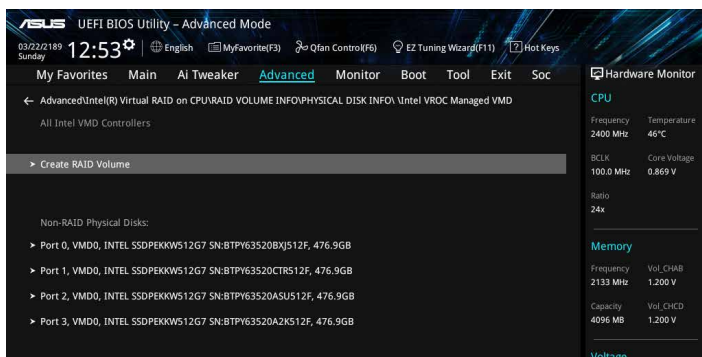 ASUS UEFI BIOS Utility – Advanced Mode
03/22/2189 Sunday 12:53 English MyFavorite(F3) Qfan Control(F6) EZ Tuning Wizard(F11) Hot Keys
My Favorites Main Ai Tweaker Advanced Monitor Boot Tool Exit Soc
← Advanced\Intel(R) Virtual RAID on CPU\RAID VOLUME INFO\PHYSICAL DISK INFO\ \Intel VROC Managed VMD
All Intel VMD Controllers
> Create RAID Volume
Non-RAID Physical Disks:
> Port 0, VMD0, INTEL SSDPEKKW512G7 SN:BTPY63520BXJ512F, 476.9GB
> Port 1, VMD0, INTEL SSDPEKKW512G7 SN:BTPY63520CTR512F, 476.9GB
> Port 2, VMD0, INTEL SSDPEKKW512G7 SN:BTPY63520ASU512F, 476.9GB
> Port 3, VMD0, INTEL SSDPEKKW512G7 SN:BTPY63520A2K512F, 476.9GB
Hardware Monitor
CPU
Frequency Temperature
2400 MHz 46°C
BCLK Core Voltage
100.0 MHz 0.869 V
Ratio
24x
Memory
Frequency Vol_CHAB
2133 MHz 1.200 V
Capacity Vol_CHCD
4096 MB 1.200 V
Voltage